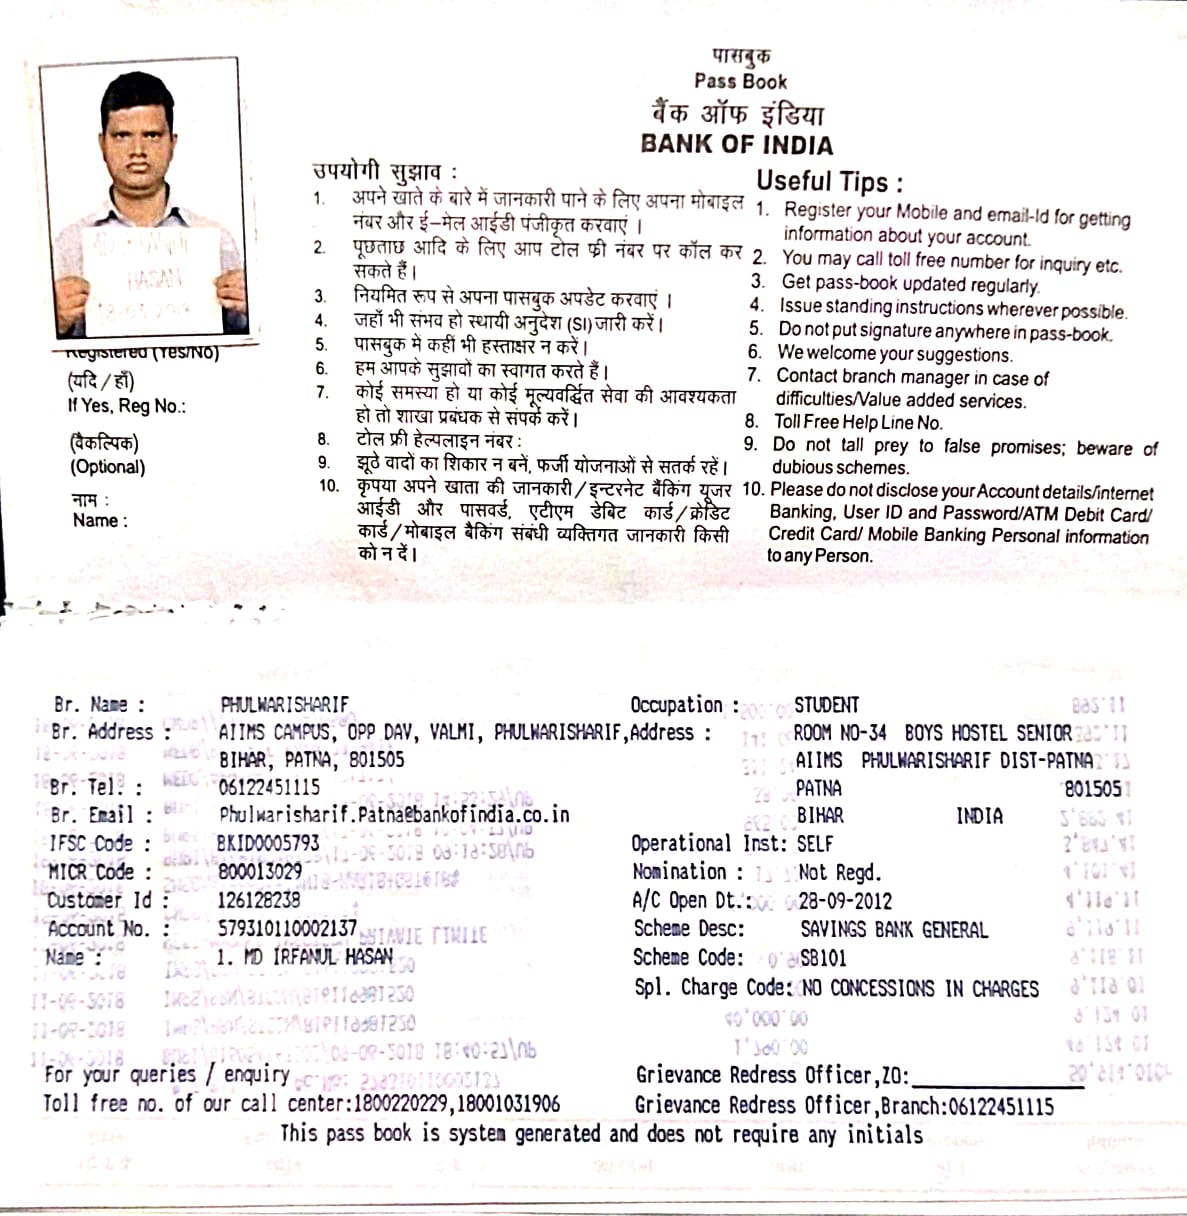 पासबुक
Pass Book
बैंक ऑफ इंडिया
BANK OF INDIA
HASAN
Registered (Yes/No)
(यदि / हाँ)
If Yes, Reg No.:
(वैकल्पिक)
(Optional)
नाम :
Name :
उपयोगी सुझाव :
1. अपने खाते के बारे में जानकारी पाने के लिए अपना मोबाइल
नंबर और ई–मेल आईडी पंजीकृत करवाएं ।
2. पूछताछ आदि के लिए आप टोल फ्री नंबर पर कॉल कर
सकते हैं।
3. नियमित रूप से अपना पासबुक अपडेट करवाएं ।
4. जहाँ भी संभव हो स्थायी अनुदेश (SI) जारी करें।
5. पासबुक में कहीं भी हस्ताक्षर न करें।
6. हम आपके सुझावों का स्वागत करते हैं।
7. कोई समस्या हो या कोई मूल्यवर्द्धित सेवा की आवश्यकता
हो तो शाखा प्रबंधक से संपर्क करें।
8. टोल फ्री हेल्पलाइन नंबर :
9. झूठे वादों का शिकार न बनें, फर्जी योजनाओं से सतर्क रहें।
10. कृपया अपने खाता की जानकारी / इन्टरनेट बैंकिंग यूजर
आईडी और पासवर्ड, एटीएम डेबिट कार्ड / क्रेडिट
कार्ड / मोबाइल बैंकिंग संबंधी व्यक्तिगत जानकारी किसी
को न दें।
Useful Tips :
1. Register your Mobile and email-Id for getting
information about your account.
2. You may call toll free number for inquiry etc.
3. Get pass-book updated regularly.
4. Issue standing instructions wherever possible.
5. Do not put signature anywhere in pass-book.
6. We welcome your suggestions.
7. Contact branch manager in case of
difficulties/Value added services.
8. Toll Free Help Line No.
9. Do not tall prey to false promises; beware of
dubious schemes.
10. Please do not disclose your Account details/internet
Banking, User ID and Password/ATM Debit Card/
Credit Card/ Mobile Banking Personal information
to any Person.
Br. Name : PHULWARISHARIF
Br. Address : AIIMS CAMPUS, OPP DAV, VALMI, PHULWARISHARIF,
BIHAR, PATNA, 801505
Br. Tel. : 06122451115
Br. Email : Phulwarisharif.Patna@bankofindia.co.in
IFSC Code : BKID0005793
MICR Code : 800013029
Customer Id : 126128238
Account No. : 579310110002137
Name : 1. MD IRFANUL HASAN
Occupation : STUDENT
Address : ROOM NO-34 BOYS HOSTEL SENIOR
AIIMS PHULWARISHARIF DIST-PATNA
PATNA 801505
BIHAR INDIA
Operational Inst: SELF
Nomination : Not Regd.
A/C Open Dt.: 28-09-2012
Scheme Desc: SAVINGS BANK GENERAL
Scheme Code: SB101
Spl. Charge Code: NO CONCESSIONS IN CHARGES
For your queries / enquiry
Toll free no. of our call center:1800220229,18001031906
Grievance Redress Officer,ZO:
Grievance Redress Officer,Branch:06122451115
This pass book is system generated and does not require any initials